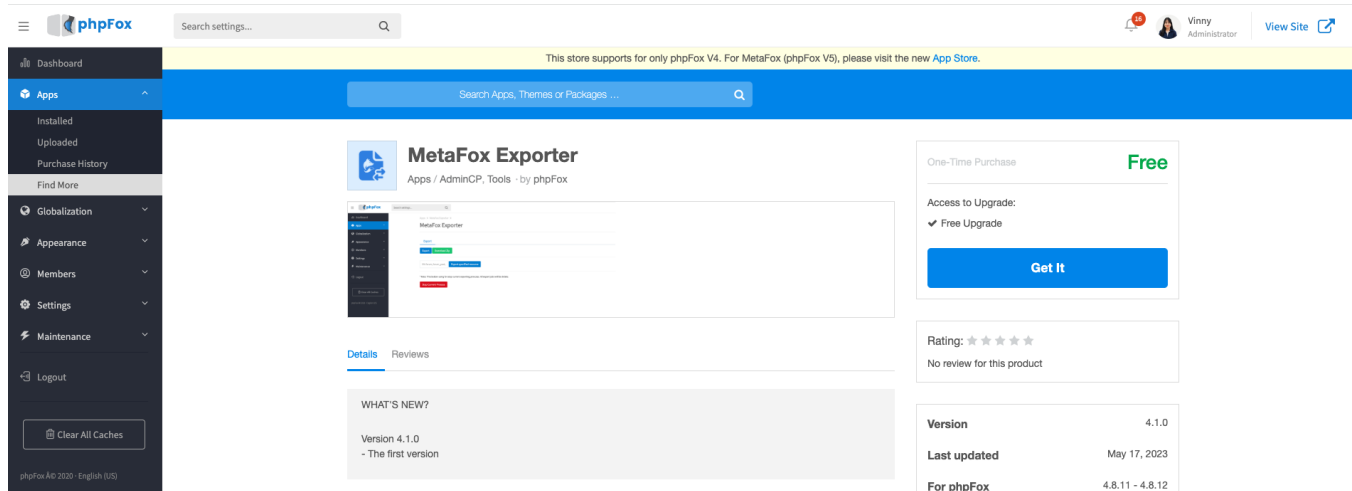 phpFox
Search settings...
16
Vinny
Administrator
View Site
Dashboard
Apps
Installed
Uploaded
Purchase History
Find More
Globalization
Appearance
Members
Settings
Maintenance
Logout
Clear All Caches
phpFox Â© 2020 · English (US)
This store supports for only phpFox V4. For MetaFox (phpFox V5), please visit the new App Store.
Search Apps, Themes or Packages ...
MetaFox Exporter
Apps / AdminCP, Tools · by phpFox
phpFox
MetaFox Exporter
Details
Reviews
WHAT'S NEW?
Version 4.1.0
- The first version
One-Time Purchase
Free
Access to Upgrade:
Free Upgrade
Get It
Rating:
No review for this product
Version
4.1.0
Last updated
May 17, 2023
For phpFox
4.8.11 - 4.8.12